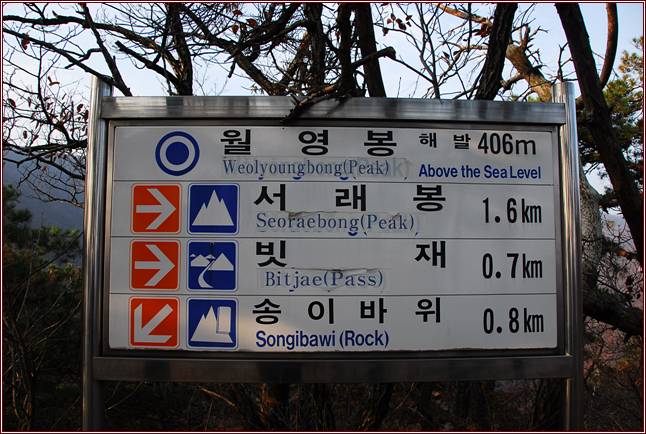 월영봉 해발 406m
Weolyoungbong(Peak) Above the Sea Level
서래봉 1.6km
Seoraebong(Peak)
빗재 0.7km
Bitjae(Pass)
송이바위 0.8km
Songibawi(Rock)